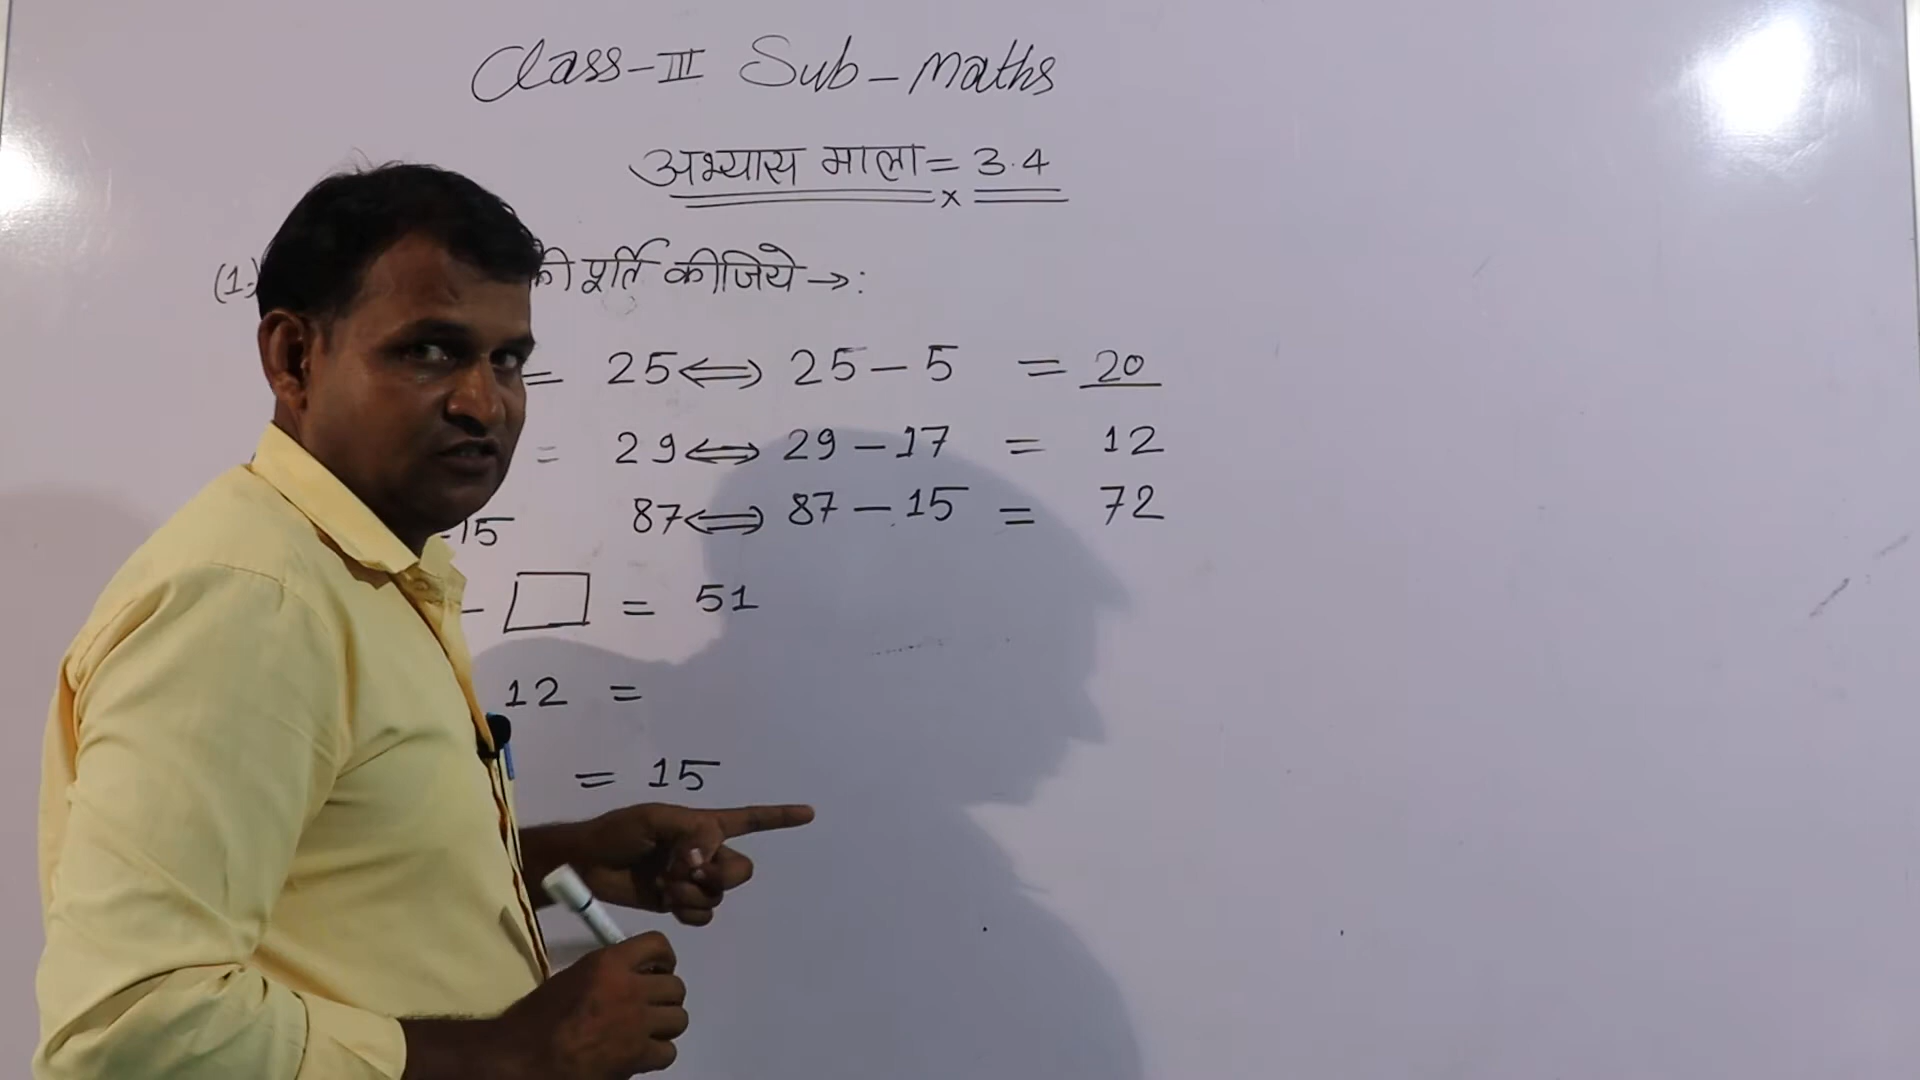 Class-III Sub-Maths
अभ्यास माला = 3.4
(1.) की पूर्ति कीजिये →:
= 25 ⟺ 25 - 5 = 20
= 29 ⟺ 29 - 17 = 12
15 87 ⟺ 87 - 15 = 72
- □ = 51
12 =
= 15